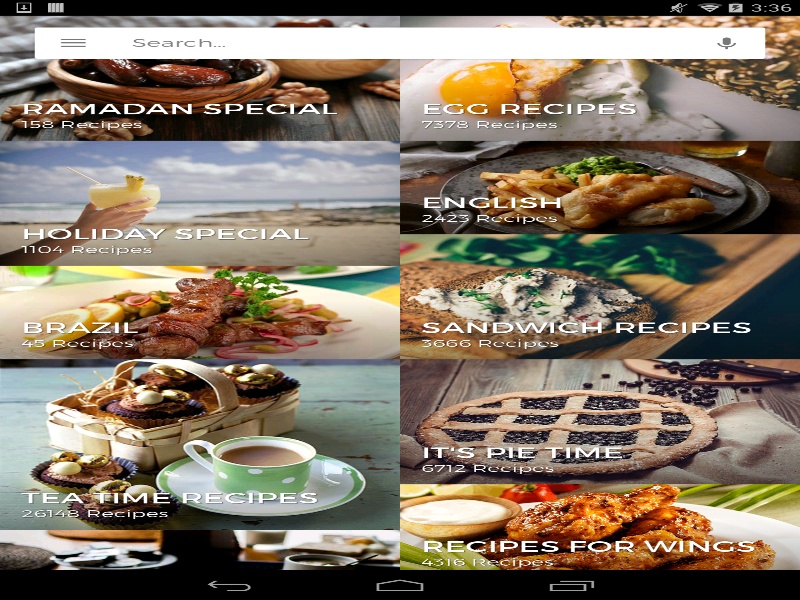 3:36
Search...
RAMADAN SPECIAL
158 Recipes
EGG RECIPES
7378 Recipes
HOLIDAY SPECIAL
1104 Recipes
ENGLISH
2423 Recipes
BRAZIL
45 Recipes
SANDWICH RECIPES
3666 Recipes
TEA TIME RECIPES
26148 Recipes
IT'S PIE TIME
6712 Recipes
RECIPES FOR WINGS
4316 Recipes